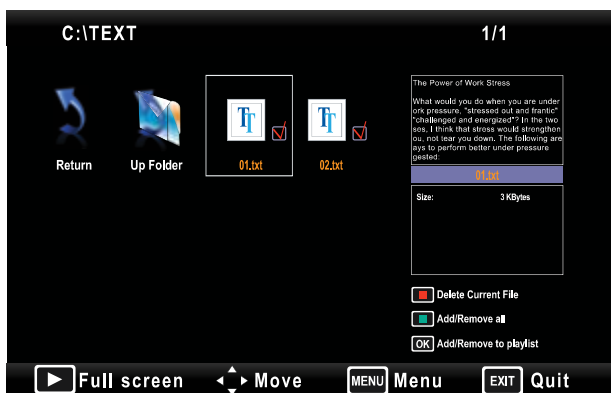 C:\TEXT 1/1
The Power of Work Stress
What would you do when you are under
ork pressure, "stressed out and frantic"
"challenged and energized"? In the two
ses, I think that stross would strongthon
ou, not tear you down. The following are
ays to perform better under pressure
gested:
Return Up Folder 01.txt 02.txt
01.txt
Size: 3 KBytes
Delete Current File
Add/Remove all
OK Add/Remove to playlist
Full screen Move MENU Menu EXIT Quit